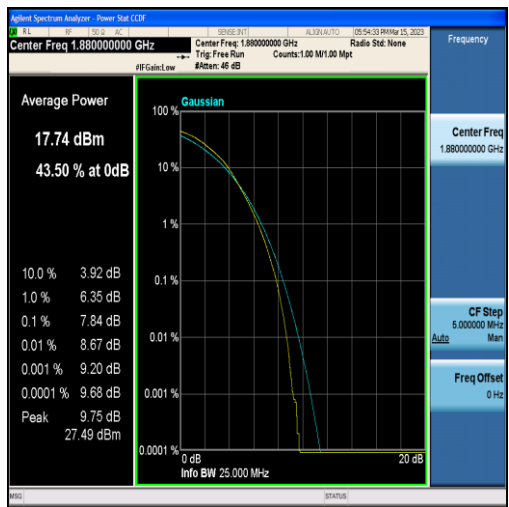 Agilent Spectrum Analyzer - Power Stat CCDF
RL RF 50 Ω AC SENSE:INT ALIGN AUTO 05:54:33 PM Mar 15, 2023
Center Freq 1.880000000 GHz
Center Freq: 1.880000000 GHz Radio Std: None
Trig: Free Run Counts:1.00 M/1.00 Mpt
#IFGain:Low #Atten: 46 dB
Frequency
Average Power
17.74 dBm
43.50 % at 0dB
10.0 % 3.92 dB
1.0 % 6.35 dB
0.1 % 7.84 dB
0.01 % 8.67 dB
0.001 % 9.20 dB
0.0001 % 9.68 dB
Peak 9.75 dB
27.49 dBm
Gaussian
100 %
10 %
1 %
0.1 %
0.01 %
0.001 %
0.0001 %
0 dB 20 dB
Info BW 25.000 MHz
Center Freq
1.880000000 GHz
CF Step
5.000000 MHz
Auto Man
Freq Offset
0 Hz
MSG STATUS